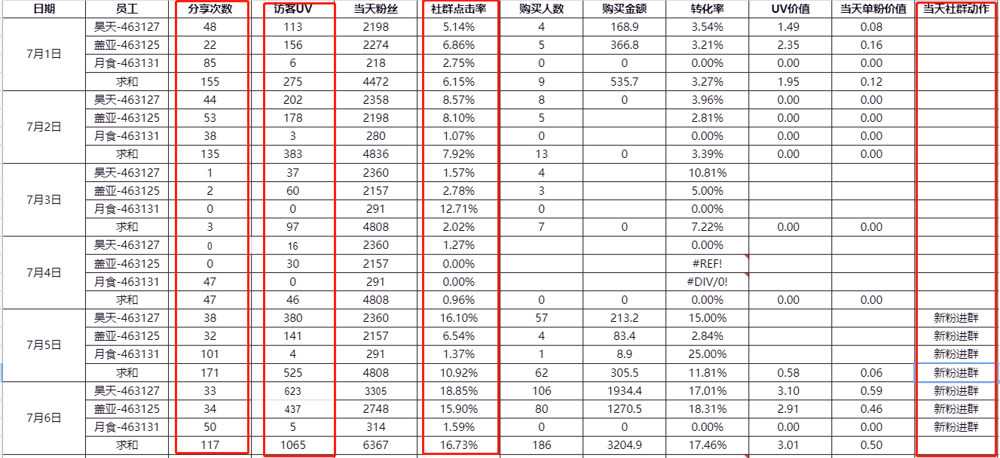 日期 员工 分享次数 访客UV 当天粉丝 社群点击率 购买人数 购买金额 转化率 UV价值 当天单粉价值 当天社群动作
7月1日 昊天-463127 48 113 2198 5.14% 4 168.9 3.54% 1.49 0.08
盖亚-463125 22 156 2274 6.86% 5 366.8 3.21% 2.35 0.16
月食-463131 85 6 218 2.75% 0 0 0.00% 0.00 0.00
求和 155 275 4472 6.15% 9 535.7 3.27% 1.95 0.12
7月2日 昊天-463127 44 202 2358 8.57% 8 0 3.96% 0.00 0.00
盖亚-463125 53 178 2198 8.10% 5 2.81% 0.00 0.00
月食-463131 38 3 280 1.07% 0 0.00% 0.00 0.00
求和 135 383 4836 7.92% 13 0 3.39% 0.00 0.00
7月3日 昊天-463127 1 37 2360 1.57% 4 10.81%
盖亚-463125 2 60 2157 2.78% 3 5.00%
月食-463131 0 0 291 12.71% 0 0.00%
求和 3 97 4808 2.02% 7 0 7.22% 0.00 0.00
7月4日 昊天-463127 0 16 2360 1.27% 0.00%
盖亚-463125 0 30 2157 0.00% #REF!
月食-463131 47 0 291 0.00% #DIV/0!
求和 47 46 4808 0.96% 0 0 0.00% 0.00 0.00
7月5日 昊天-463127 38 380 2360 16.10% 57 213.2 15.00% 新粉进群
盖亚-463125 32 141 2157 6.54% 4 83.4 2.84% 新粉进群
月食-463131 101 4 291 1.37% 1 8.9 25.00% 新粉进群
求和 171 525 4808 10.92% 62 305.5 11.81% 0.58 0.06 新粉进群
7月6日 昊天-463127 33 623 3305 18.85% 106 1934.4 17.01% 3.10 0.59 新粉进群
盖亚-463125 34 437 2748 15.90% 80 1270.5 18.31% 2.91 0.46 新粉进群
月食-463131 50 5 314 1.59% 0 0 0.00% 0.00 0.00 新粉进群
求和 117 1065 6367 16.73% 186 3204.9 17.46% 3.01 0.50